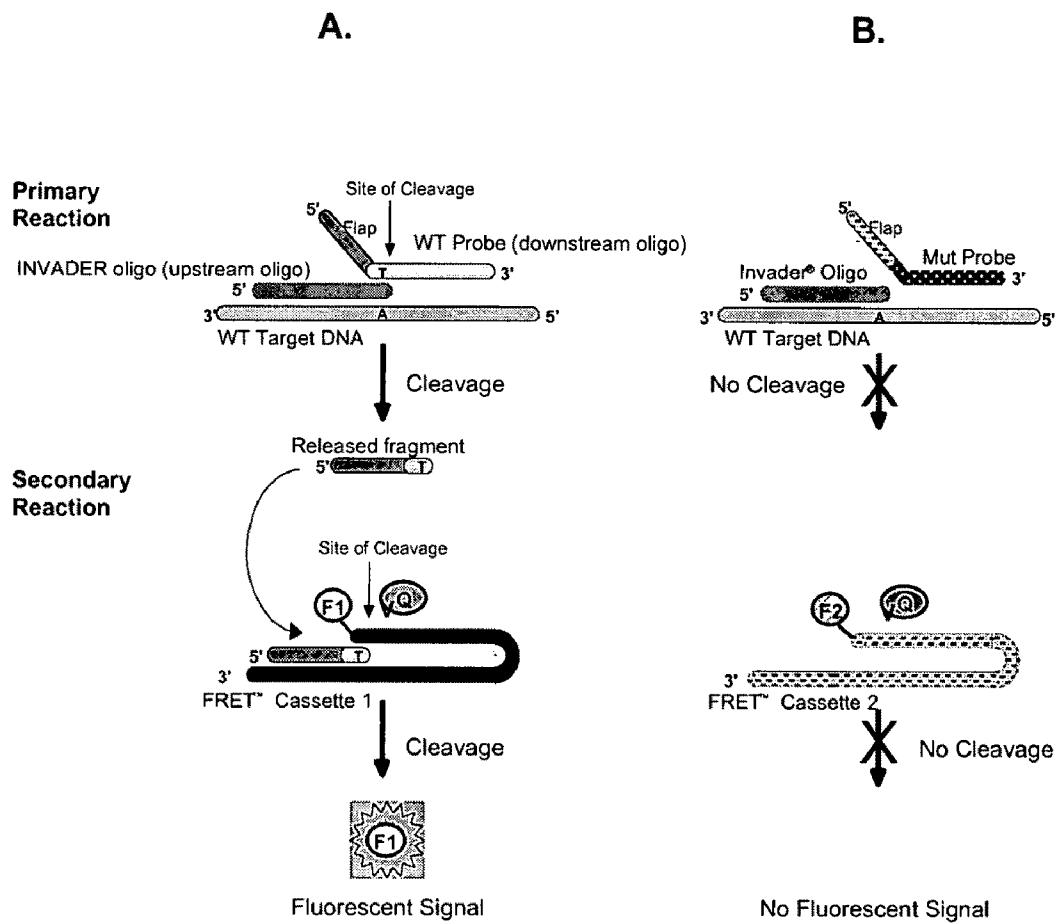 A.
B.
Primary
Reaction
Site of Cleavage
5'
Flap
WT Probe (downstream oligo)
INVADER oligo (upstream oligo)
T
3'
5'
3'
A
5'
WT Target DNA
Cleavage
5'
Flap
Mut Probe
Invader® Oligo
3'
5'
3'
A
5'
WT Target DNA
No Cleavage
Secondary
Reaction
Released fragment
5'
T
Site of Cleavage
F1
Q
5'
T
3'
FRET™ Cassette 1
Cleavage
F1
Fluorescent Signal
F2
Q
3'
FRET™ Cassette 2
No Cleavage
No Fluorescent Signal